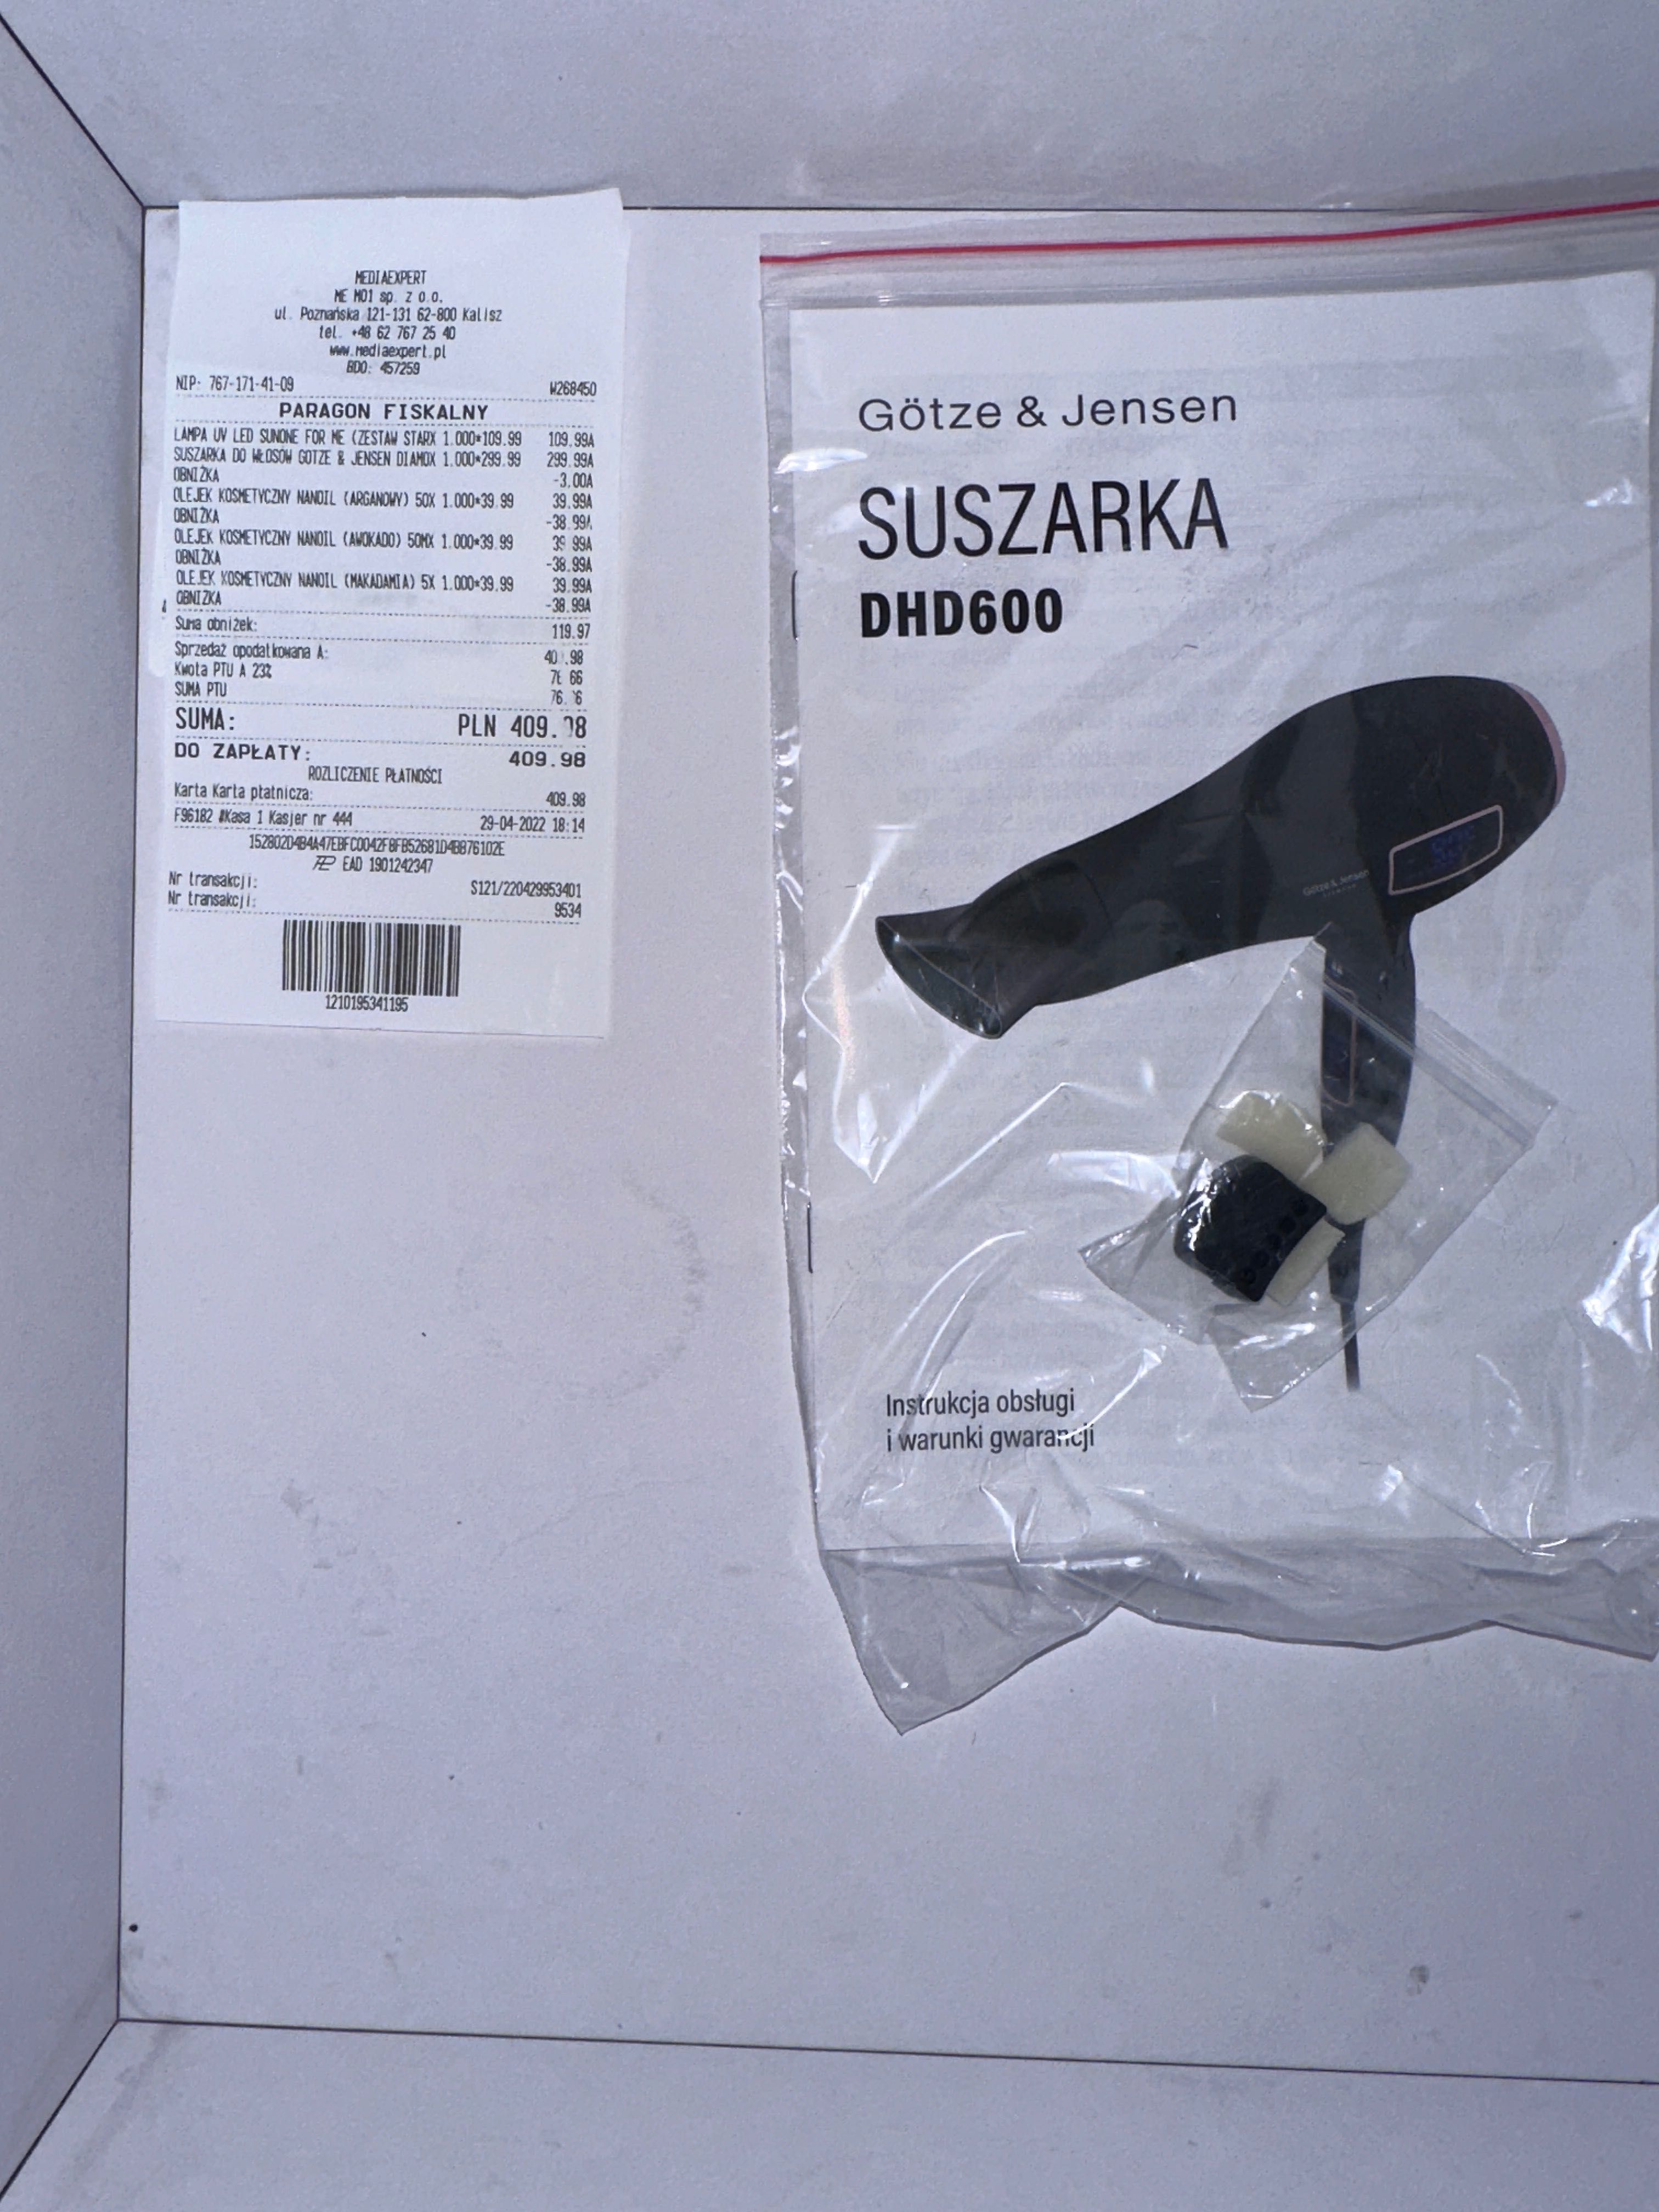 MEDIAEXPERT
ME M01 sp. z o.o.
ul. Poznańska 121-131 62-800 Kalisz
tel. +48 62 767 25 40
www.mediaexpert.pl
BDO: 457259
NIP: 767-171-41-09 W268450
PARAGON FISKALNY
LAMPA UV LED SUNONE FOR ME (ZESTAW STARX 1.000*109.99 109.99A
SUSZARKA DO WŁOSÓW GOTZE & JENSEN DIAMOX 1.000*299.99 299.99A
OBNIŻKA -3.00A
OLEJEK KOSMETYCZNY NANOIL (ARGANOWY) 50X 1.000*39.99 39.99A
OBNIŻKA -38.99A
OLEJEK KOSMETYCZNY NANOIL (AWOKADO) 50MX 1.000*39.99 39.99A
OBNIŻKA -38.99A
OLEJEK KOSMETYCZNY NANOIL (MAKADAMIA) 5X 1.000*39.99 39.99A
OBNIŻKA -38.99A
Suma obniżek: 119.97
Sprzedaż opodatkowana A:
Kwota PTU A 23%
SUMA PTU
SUMA: PLN 409.98
DO ZAPŁATY: 409.98
ROZLICZENIE PŁATNOŚCI
Karta Karta płatnicza: 409.98
F96182 #Kasa 1 Kasjer nr 444 29-04-2022 18:14
EAD 1901242347
Nr transakcji: S121/220429953401
Nr transakcji: 9534
1210195341195
Götze & Jensen
SUSZARKA
DHD600
Götze & Jensen
Instrukcja obsługi
i warunki gwarancji